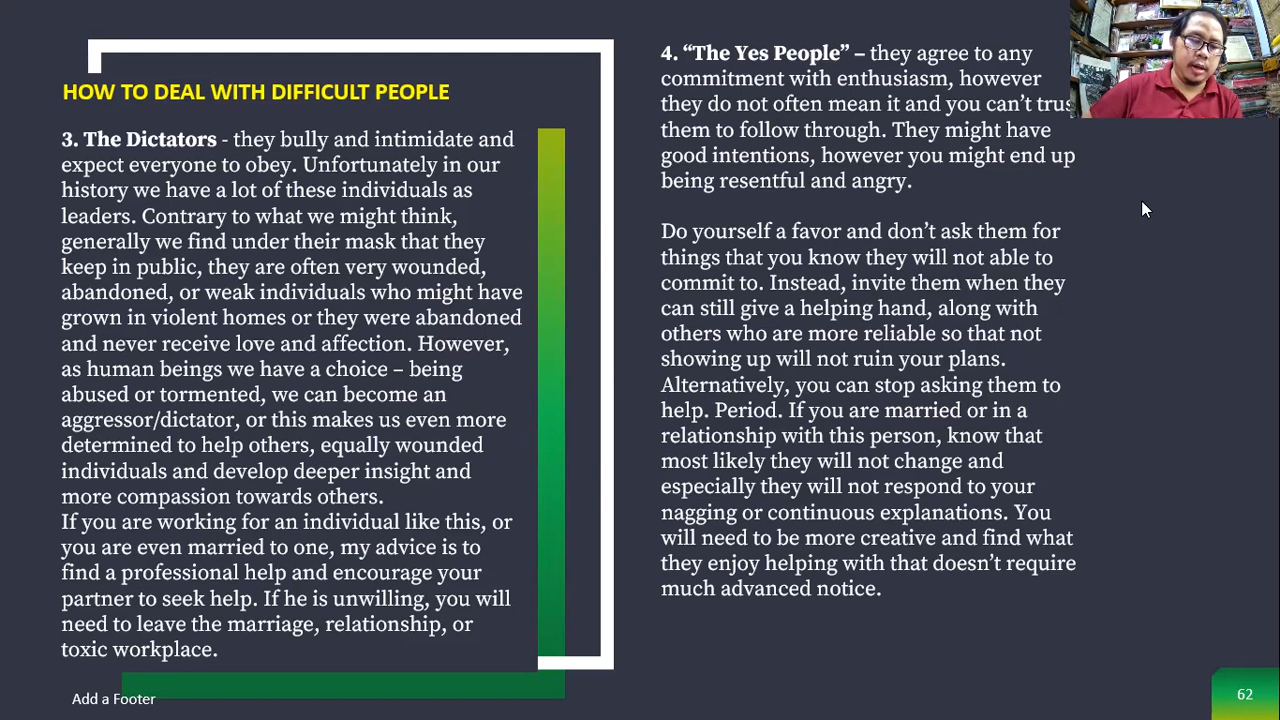 HOW TO DEAL WITH DIFFICULT PEOPLE
3. The Dictators - they bully and intimidate and
expect everyone to obey. Unfortunately in our
history we have a lot of these individuals as
leaders. Contrary to what we might think,
generally we find under their mask that they
keep in public, they are often very wounded,
abandoned, or weak individuals who might have
grown in violent homes or they were abandoned
and never receive love and affection. However,
as human beings we have a choice – being
abused or tormented, we can become an
aggressor/dictator, or this makes us even more
determined to help others, equally wounded
individuals and develop deeper insight and
more compassion towards others.
If you are working for an individual like this, or
you are even married to one, my advice is to
find a professional help and encourage your
partner to seek help. If he is unwilling, you will
need to leave the marriage, relationship, or
toxic workplace.
4. “The Yes People” – they agree to any
commitment with enthusiasm, however
they do not often mean it and you can’t trus
them to follow through. They might have
good intentions, however you might end up
being resentful and angry.
Do yourself a favor and don’t ask them for
things that you know they will not able to
commit to. Instead, invite them when they
can still give a helping hand, along with
others who are more reliable so that not
showing up will not ruin your plans.
Alternatively, you can stop asking them to
help. Period. If you are married or in a
relationship with this person, know that
most likely they will not change and
especially they will not respond to your
nagging or continuous explanations. You
will need to be more creative and find what
they enjoy helping with that doesn’t require
much advanced notice.
Add a Footer
62